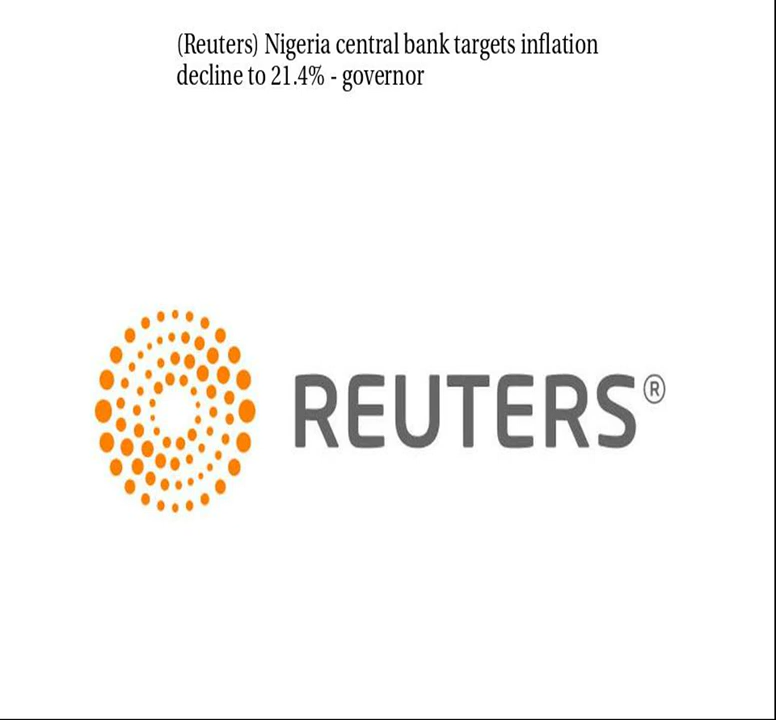 (Reuters) Nigeria central bank targets inflation
decline to 21.4% - governor
REUTERS®